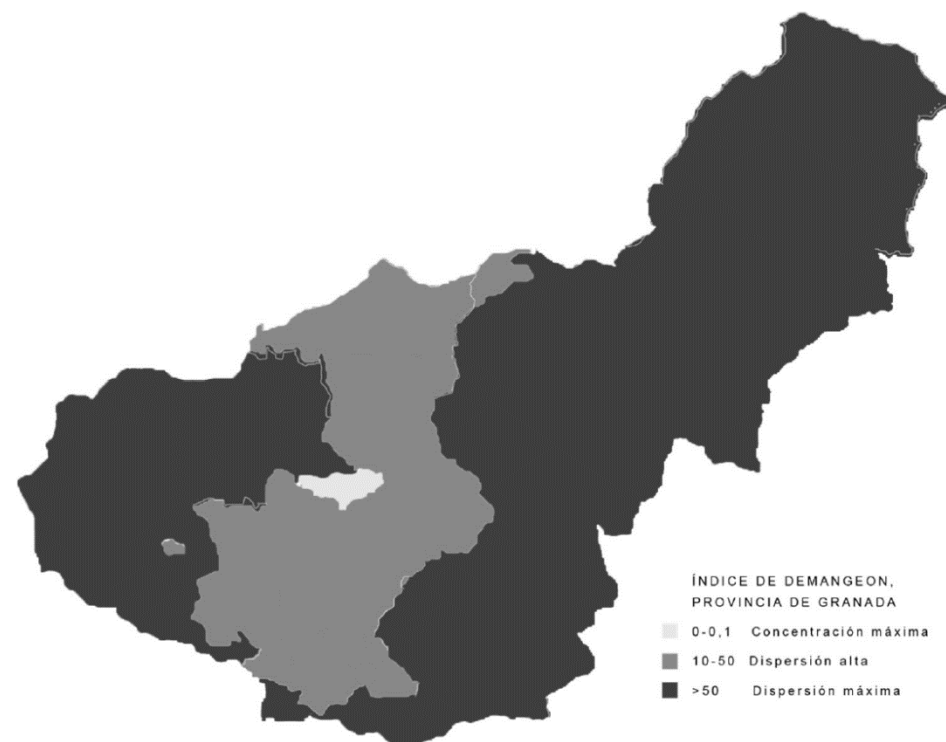 ÍNDICE DE DEMANGEON,
PROVINCIA DE GRANADA
0-0,1 Concentración máxima
10-50 Dispersión alta
>50 Dispersión máxima